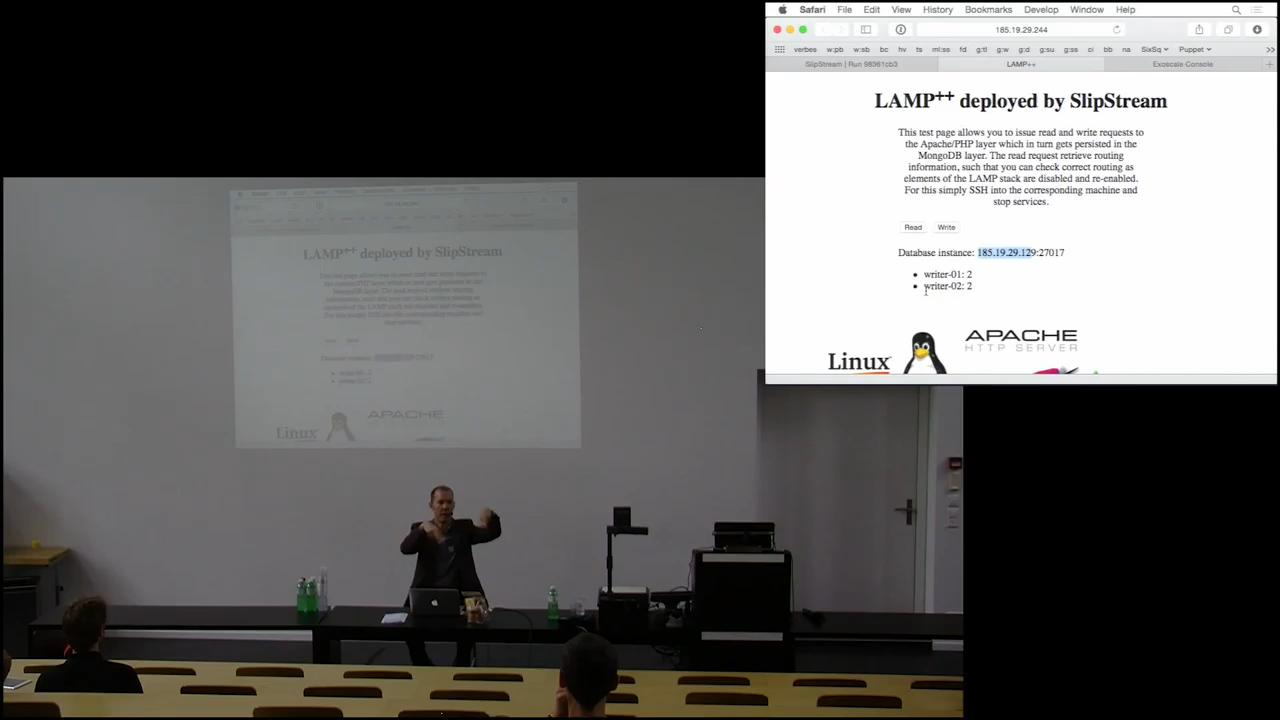 Safari File Edit View History Bookmarks Develop Window Help
185.19.29.244
verbes w:pb w:sb bc hv ts ml:ss fd g:tl g:w g:d g:su g:ss ci bb na SixSq Puppet
SlipStream | Run 98361cb3 LAMP++ Exoscale Console
LAMP++ deployed by SlipStream
This test page allows you to issue read and write requests to
the Apache/PHP layer which in turn gets persisted in the
MongoDB layer. The read request retrieve routing
information, such that you can check correct routing as
elements of the LAMP stack are disabled and re-enabled.
For this simply SSH into the corresponding machine and
stop services.
Read Write
Database instance: 185.19.29.129:27017
writer-01: 2
writer-02: 2
Linux
APACHE
HTTP SERVER
LAMP++ deployed by SlipStream
Linux
APACHE